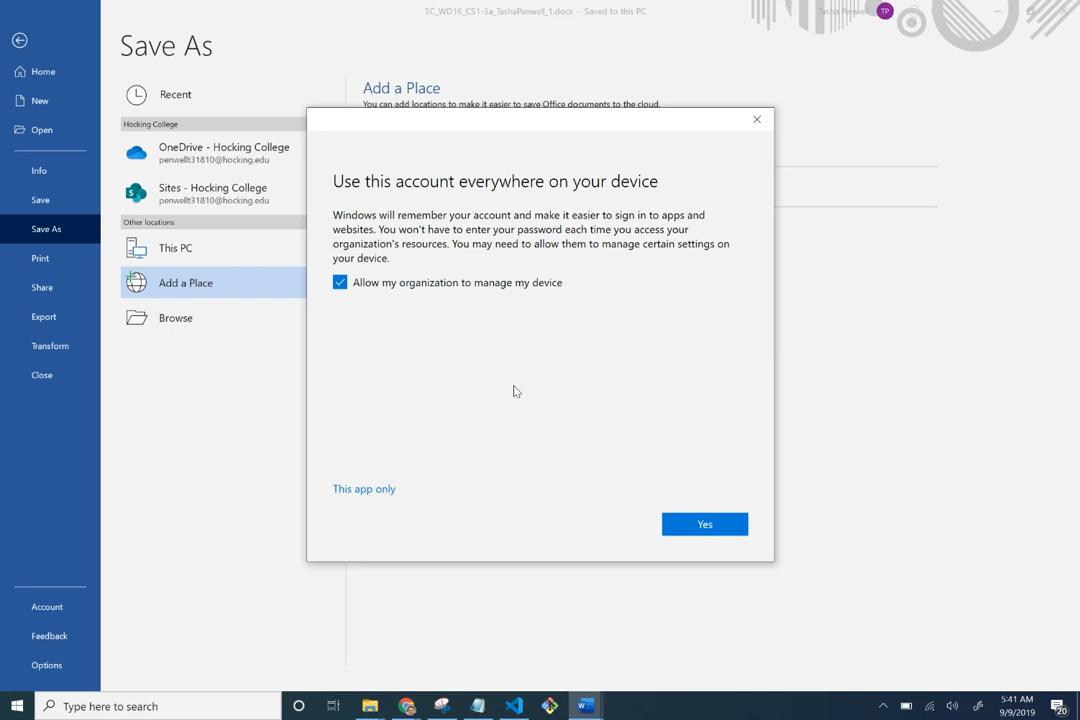 SC_WD16_CS1-3a_TashaPenwell_1.docx - Saved to this PC
Tasha Penwell
TP
Save As
Home
New
Open
Info
Save
Save As
Print
Share
Export
Transform
Close
Account
Feedback
Options
Recent
Hocking College
OneDrive - Hocking College
penwellt31810@hocking.edu
Sites - Hocking College
penwellt31810@hocking.edu
Other locations
This PC
Add a Place
Browse
Add a Place
You can add locations to make it easier to save Office documents to the cloud.
Use this account everywhere on your device
Windows will remember your account and make it easier to sign in to apps and
websites. You won't have to enter your password each time you access your
organization's resources. You may need to allow them to manage certain settings on
your device.
Allow my organization to manage my device
This app only
Yes
Type here to search
5:41 AM
9/9/2019
20